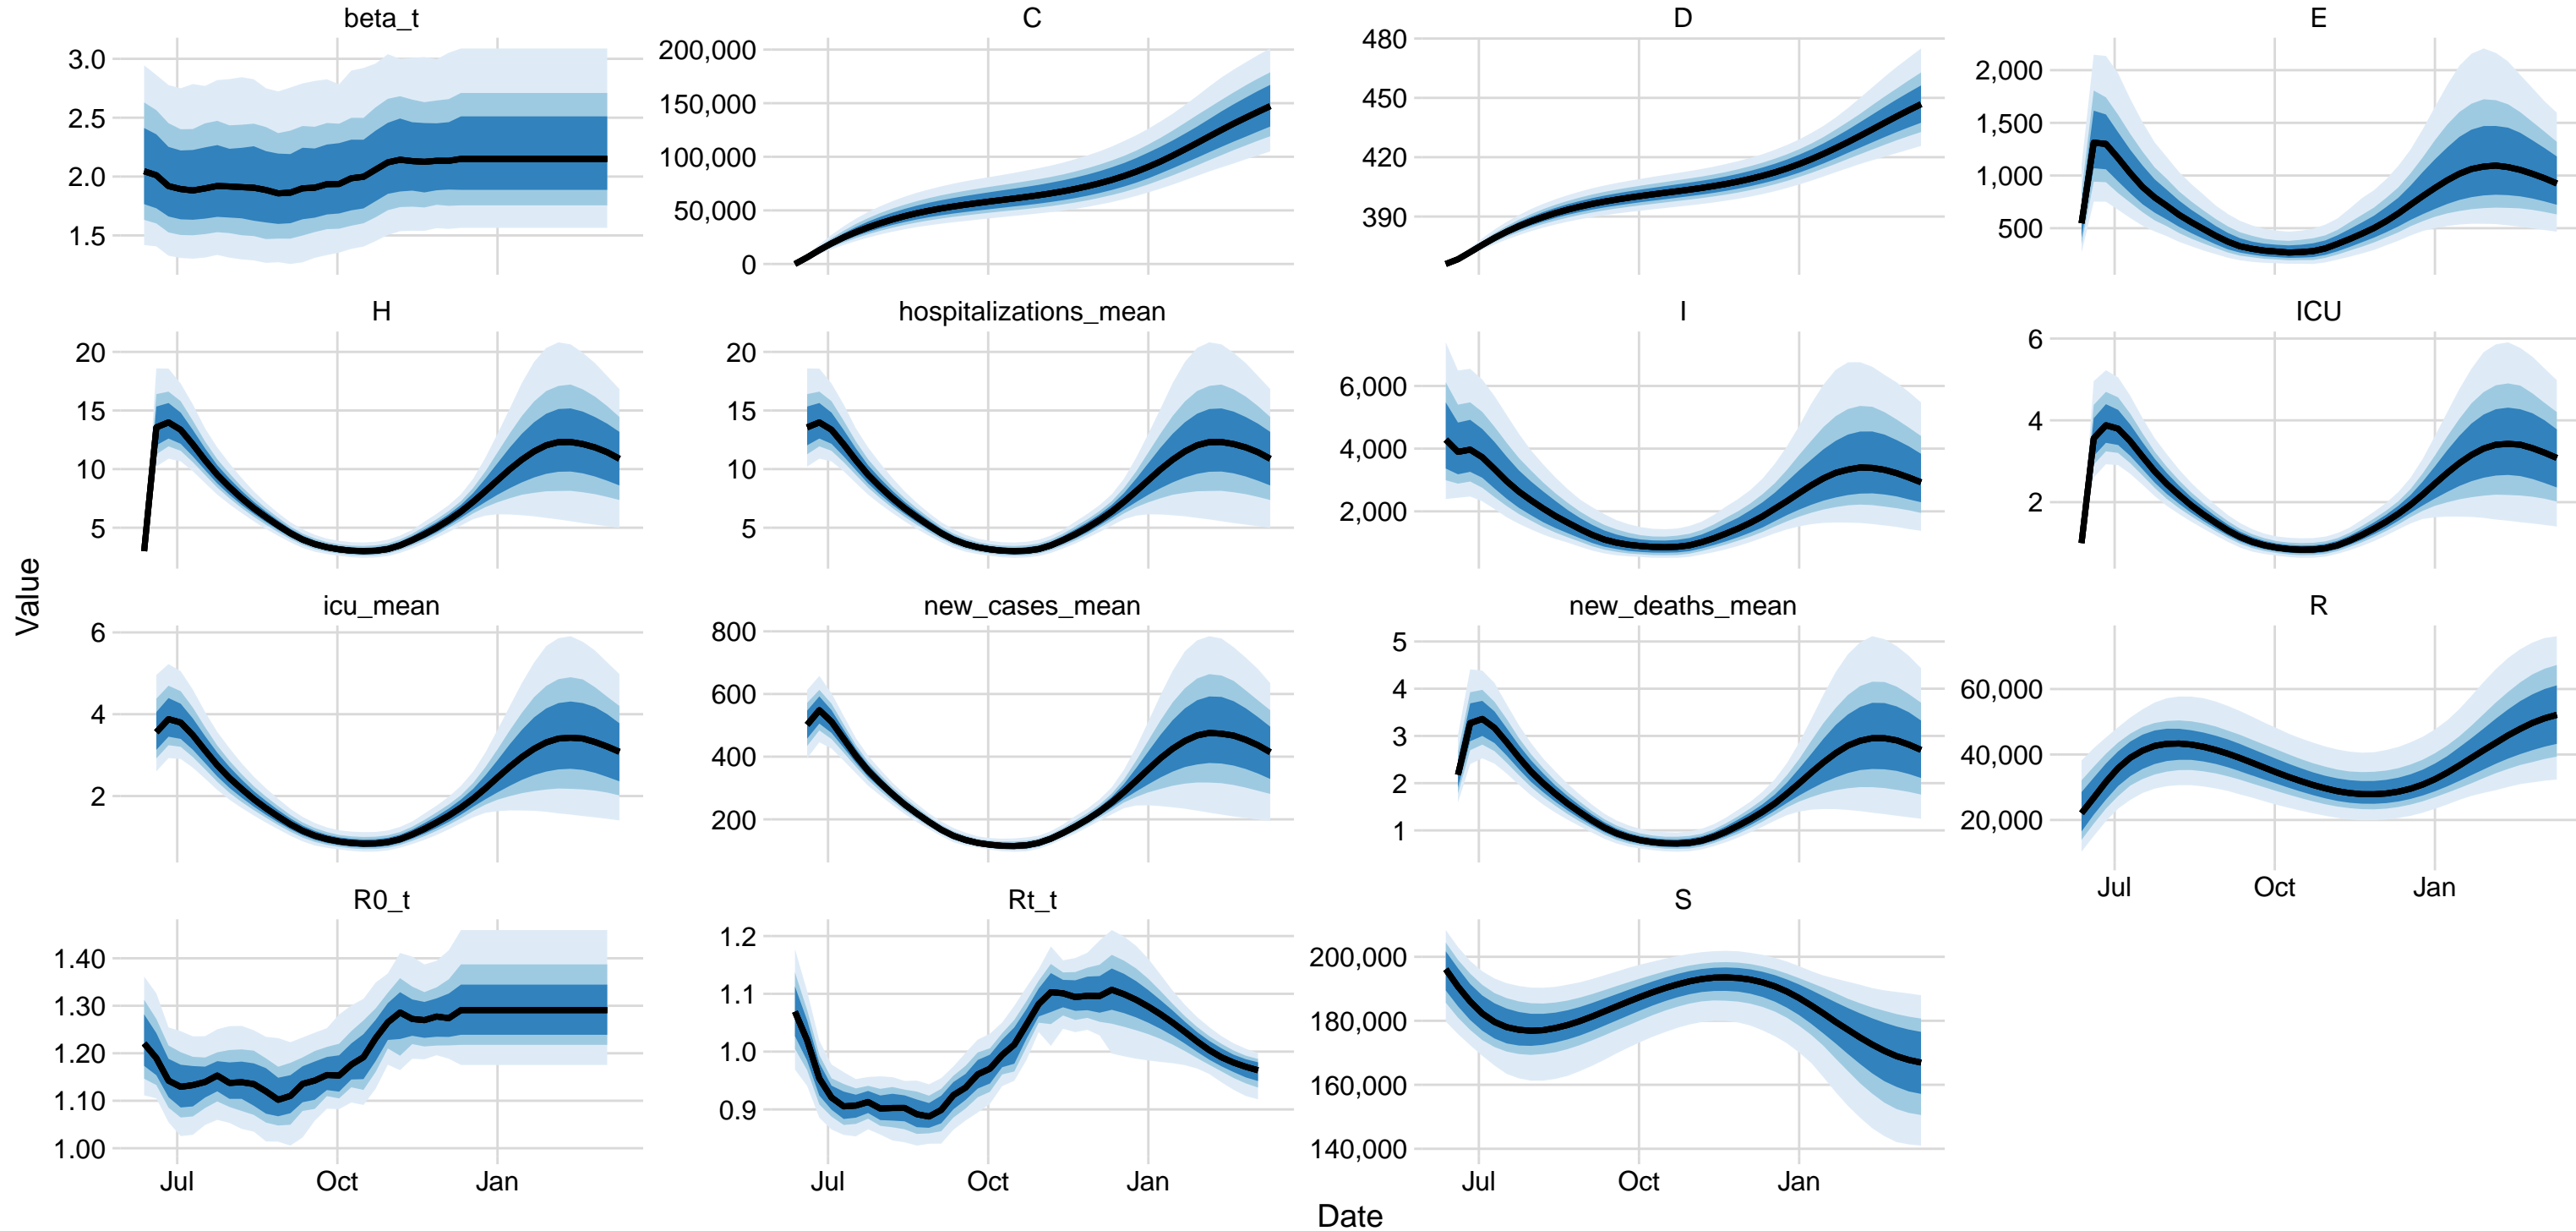 beta_t
3.0
2.5
2.0
1.5
C
200,000
150,000
100,000
50,000
0
D
480
450
420
390
E
2,000
1,500
1,000
500
H
20
15
10
5
hospitalizations_mean
20
15
10
5
I
6,000
4,000
2,000
ICU
6
4
2
Value
icu_mean
6
4
2
new_cases_mean
800
600
400
200
new_deaths_mean
5
4
3
2
1
R
60,000
40,000
20,000
Jul Oct Jan
R0_t
1.40
1.30
1.20
1.10
1.00
Jul Oct Jan
Rt_t
1.2
1.1
1.0
0.9
Jul Oct Jan
S
200,000
180,000
160,000
140,000
Jul Oct Jan
Date